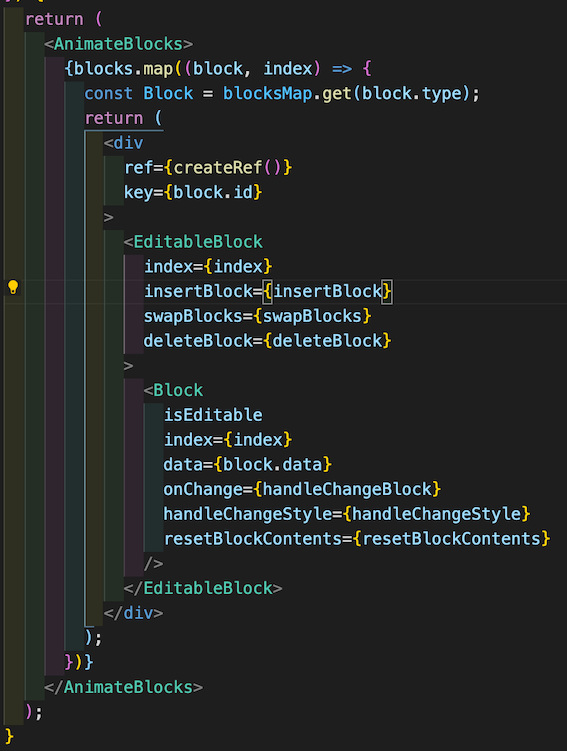 return (
<AnimateBlocks>
{blocks.map((block, index) => {
const Block = blocksMap.get(block.type);
return (
<div
ref={createRef()}
key={block.id}
>
<EditableBlock
index={index}
insertBlock={insertBlock}
swapBlocks={swapBlocks}
deleteBlock={deleteBlock}
>
<Block
isEditable
index={index}
data={block.data}
onChange={handleChangeBlock}
handleChangeStyle={handleChangeStyle}
resetBlockContents={resetBlockContents}
/>
</EditableBlock>
</div>
);
})}
</AnimateBlocks>
);
}